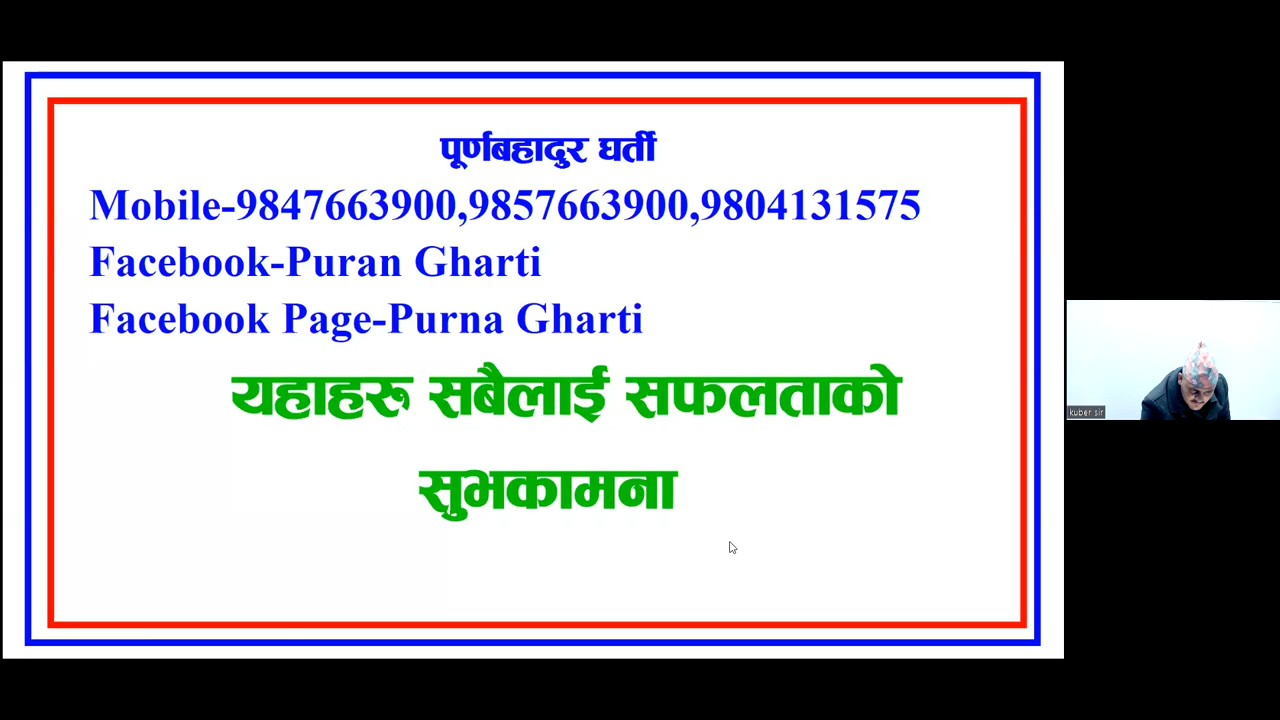 पूर्णबहादुर घर्ती
Mobile-9847663900,9857663900,9804131575
Facebook-Puran Gharti
Facebook Page-Purna Gharti
यहाहरु सबैलाई सफलताको
सुभकामना
kuber sir